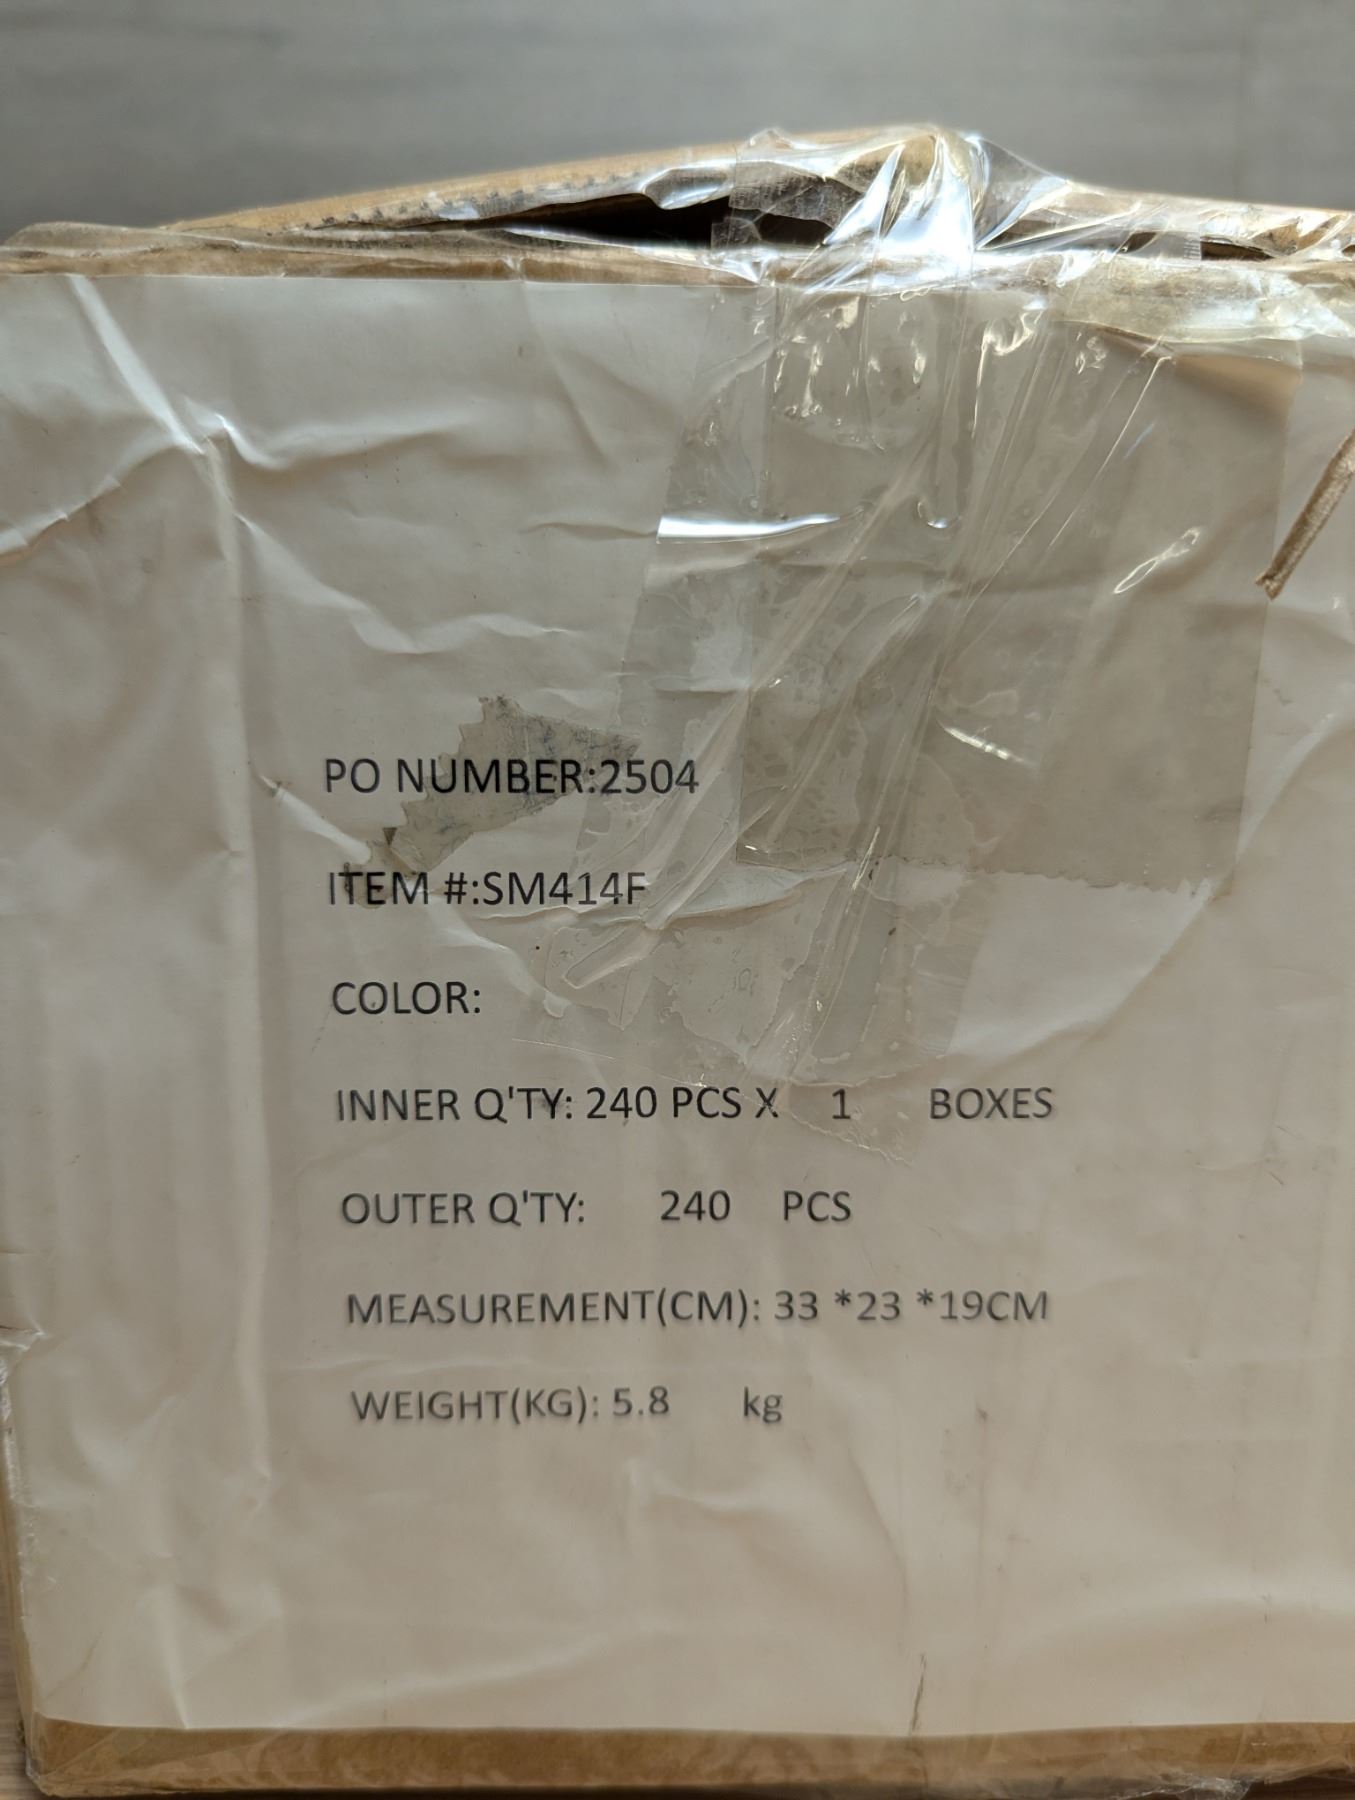 PO NUMBER:2504
ITEM #:SM414F
COLOR:
INNER Q'TY: 240 PCS X 1 BOXES
OUTER Q'TY: 240 PCS
MEASUREMENT(CM): 33 *23 *19CM
WEIGHT(KG): 5.8 kg